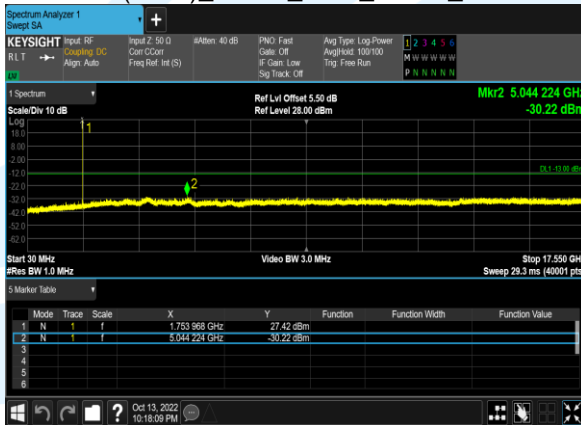 Spectrum Analyzer 1
Swept SA
KEYSIGHT
RLT
Input: RF
Coupling: DC
Align: Auto
Input Z: 50 Ω
Corr CCorr
Freq Ref: Int (S)
#Atten: 40 dB
PNO: Fast
Gate: Off
IF Gain: Low
Sig Track: Off
Avg Type: Log-Power
Avg|Hold: 100/100
Trig: Free Run
1 2 3 4 5 6
M W W W W W
P N N N N N
1 Spectrum
Scale/Div 10 dB
Ref Lvl Offset 5.50 dB
Ref Level 28.00 dBm
Mkr2 5.044 224 GHz
-30.22 dBm
Log
1
18.0
8.00
-2.00
-12.0
DL1 -13.00 dBm
-22.0
2
-32.0
-42.0
-52.0
-62.0
Start 30 MHz
#Res BW 1.0 MHz
Video BW 3.0 MHz
Stop 17.550 GH
Sweep 29.3 ms (40001 pts
5 Marker Table
Mode Trace Scale X Y Function Function Width Function Value
1 N 1 f 1.753 968 GHz 27.42 dBm
2 N 1 f 5.044 224 GHz -30.22 dBm
3
4
5
6
?
Oct 13, 2022
10:18:09 PM